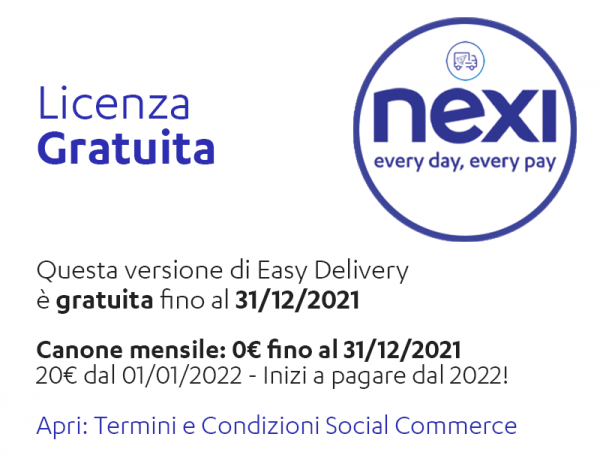 Licenza
Gratuita
nexi
every day, every pay
Questa versione di Easy Delivery
è gratuita fino al 31/12/2021
Canone mensile: 0€ fino al 31/12/2021
20€ dal 01/01/2022 - Inizi a pagare dal 2022!
Apri: Termini e Condizioni Social Commerce